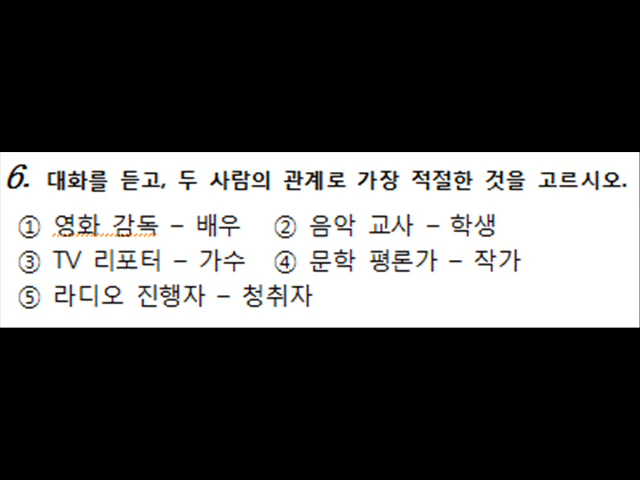 6. 대화를 듣고, 두 사람의 관계로 가장 적절한 것을 고르시오.
① 영화 감독 – 배우 ② 음악 교사 – 학생
③ TV 리포터 – 가수 ④ 문학 평론가 – 작가
⑤ 라디오 진행자 – 청취자